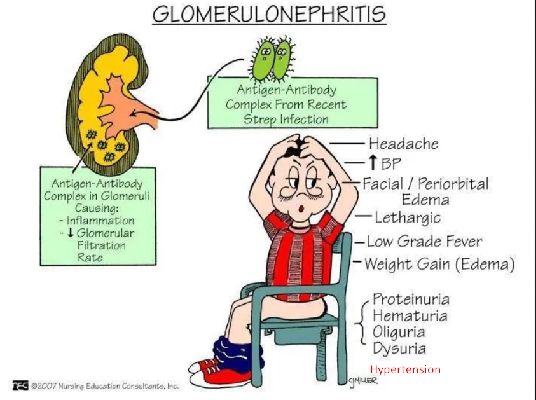 GLOMERULONEPHRITIS
Antigen-Antibody
Complex From Recent
Strep Infection
Antigen-Antibody
Complex in Glomeruli
Causing:
- Inflammation
- ↓ Glomerular
Filtration
Rate
Headache
↑ BP
Facial / Periorbital
Edema
Lethargic
Low Grade Fever
Weight Gain (Edema)
Proteinuria
Hematuria
Oliguria
Dysuria
Hypertension
CJMILLER
NEC ©2007 Nursing Education Consultants, Inc.